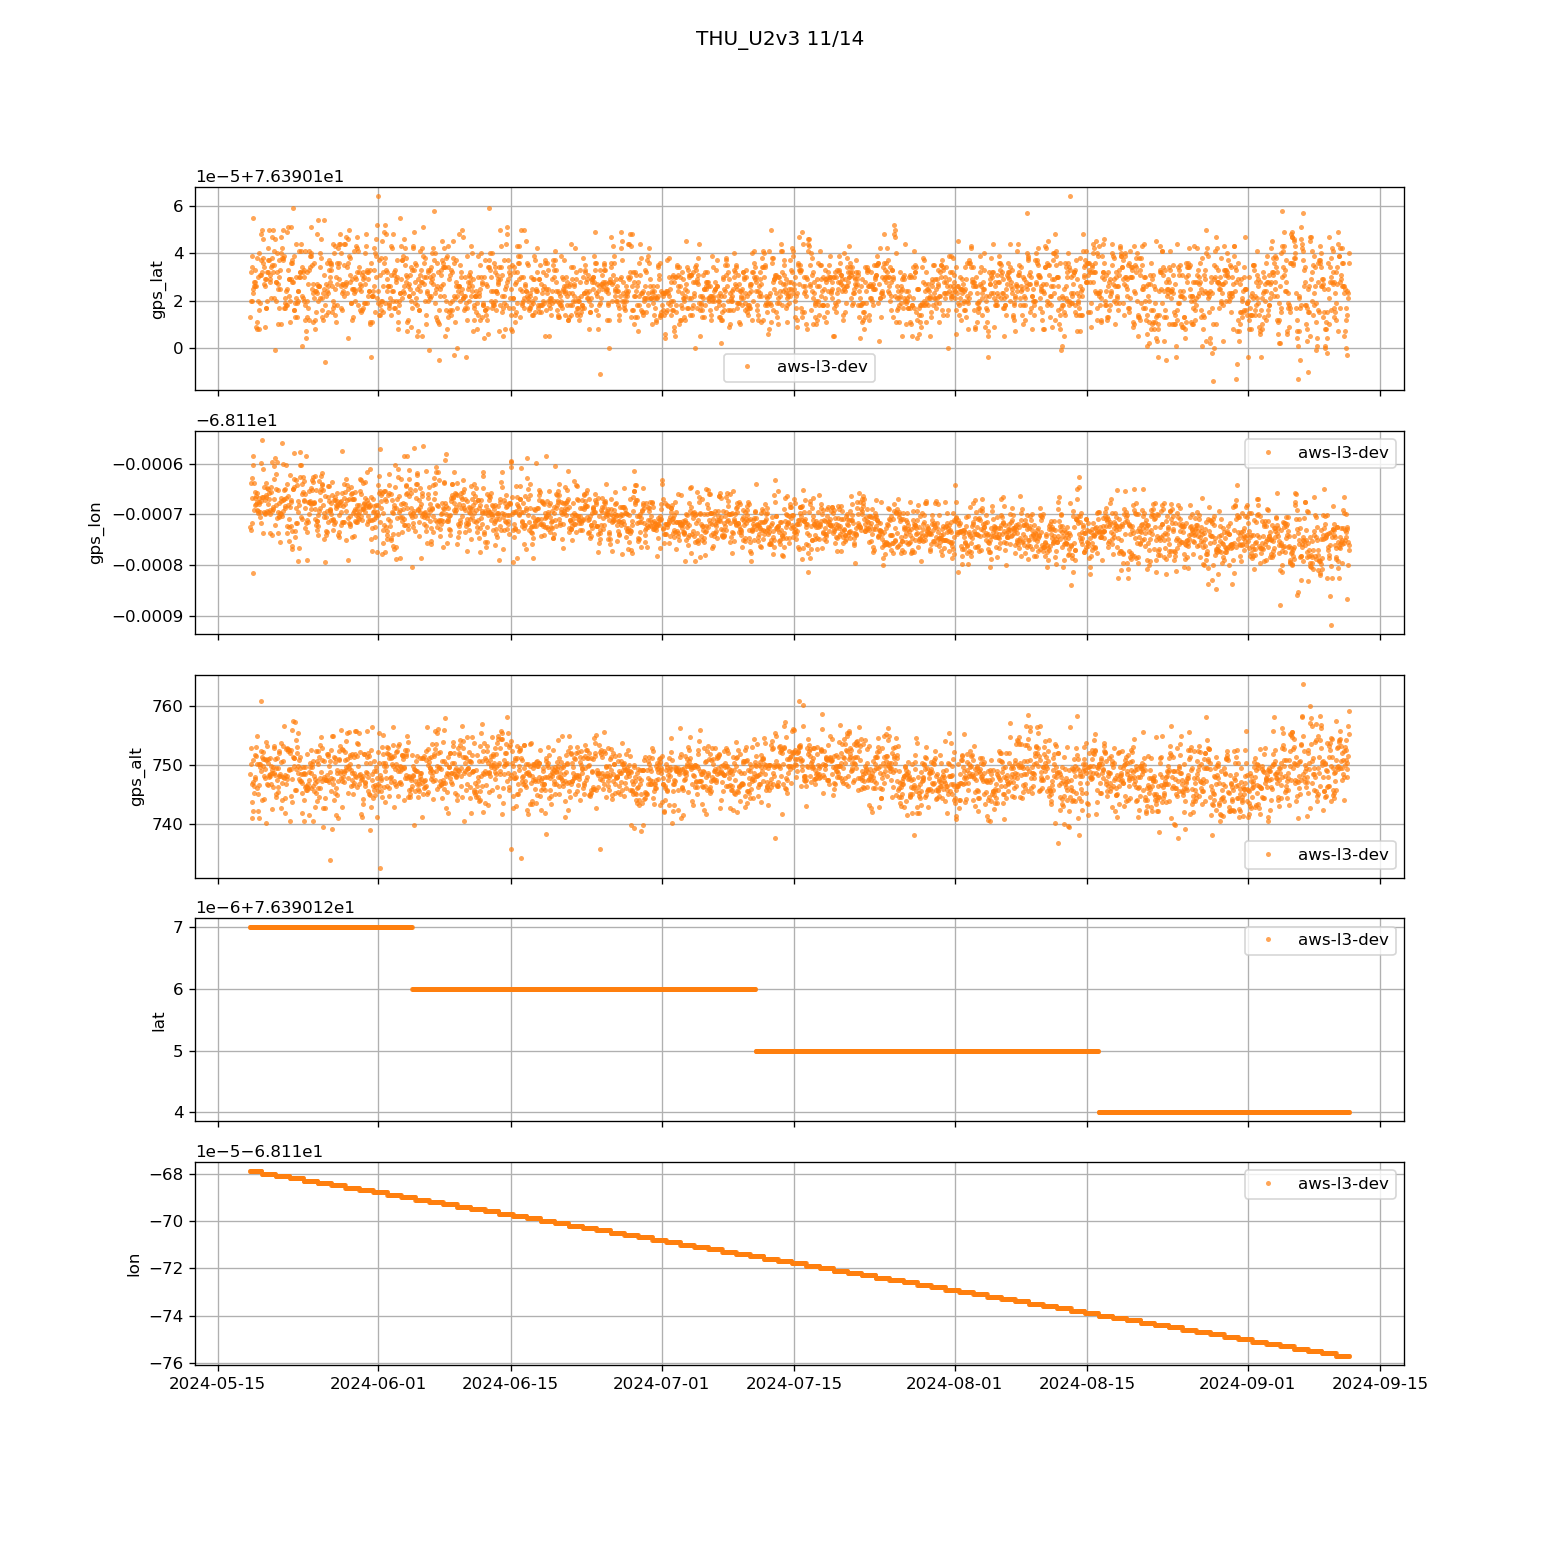 THU_U2v3 11/14
1e−5+7.63901e1
6
4
2
0
gps_lat
aws-l3-dev
−6.811e1
−0.0006
−0.0007
−0.0008
−0.0009
gps_lon
aws-l3-dev
760
750
740
gps_alt
aws-l3-dev
1e−6+7.639012e1
7
6
5
4
lat
aws-l3-dev
1e−5−6.811e1
−68
−70
−72
−74
−76
lon
aws-l3-dev
2024-05-15 2024-06-01 2024-06-15 2024-07-01 2024-07-15 2024-08-01 2024-08-15 2024-09-01 2024-09-15